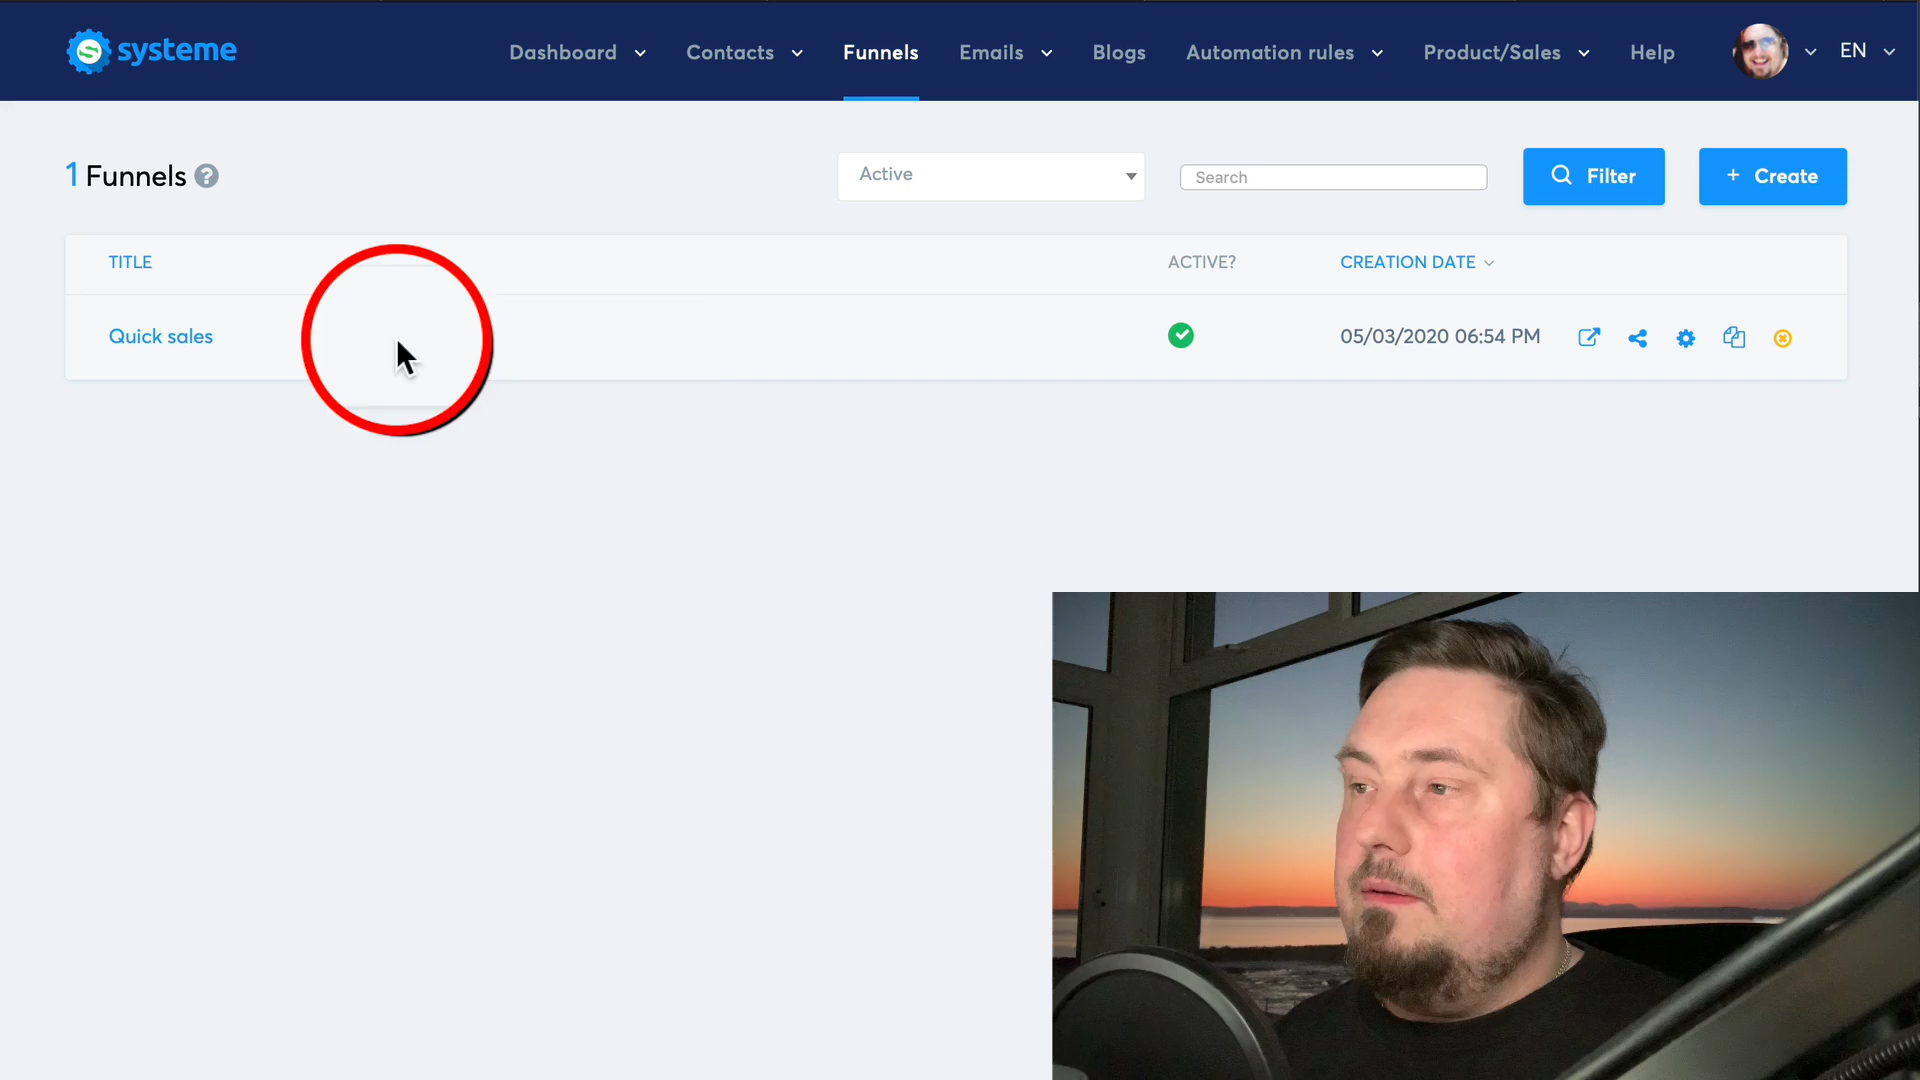 systeme
Dashboard Contacts Funnels Emails Blogs Automation rules Product/Sales Help EN
1 Funnels ? Active Search Filter + Create
TITLE ACTIVE? CREATION DATE
Quick sales 05/03/2020 06:54 PM